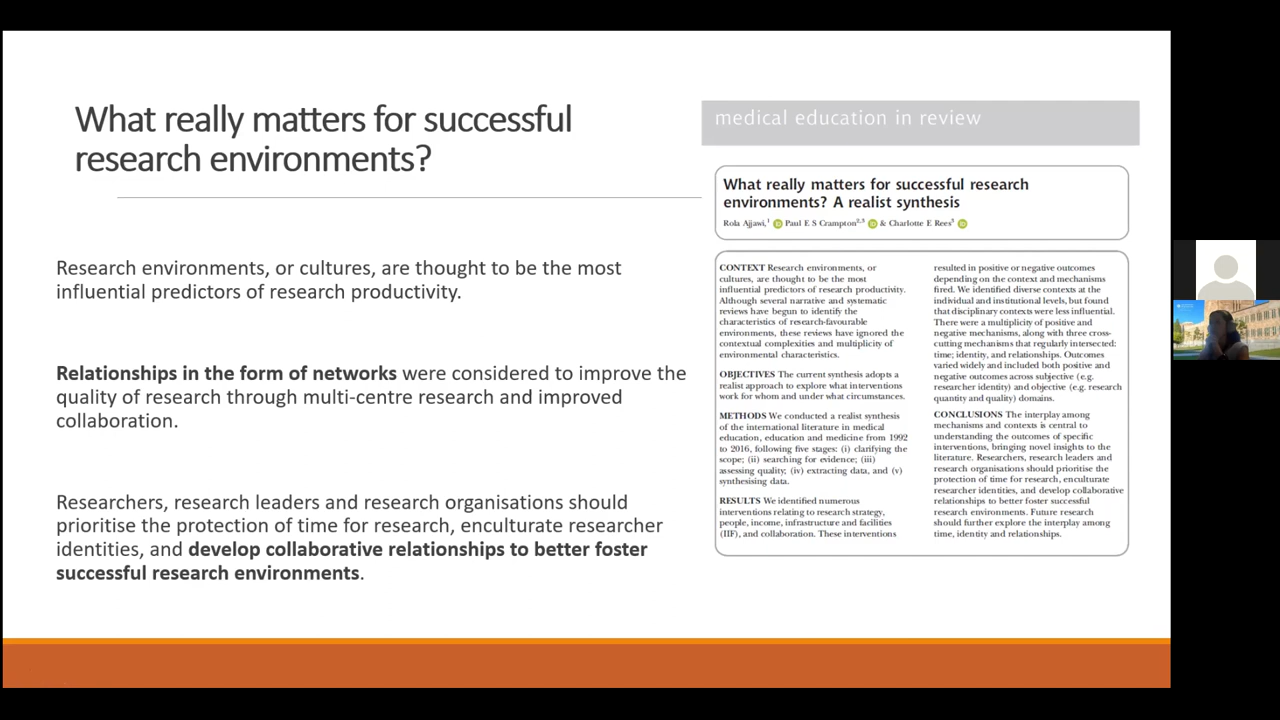 What really matters for successful
research environments?
Research environments, or cultures, are thought to be the most
influential predictors of research productivity.
Relationships in the form of networks were considered to improve the
quality of research through multi-centre research and improved
collaboration.
Researchers, research leaders and research organisations should
prioritise the protection of time for research, enculturate researcher
identities, and develop collaborative relationships to better foster
successful research environments.
medical education in review
What really matters for successful research
environments? A realist synthesis
Rola Ajjawi,1 iD Paul E S Crampton2,3 iD & Charlotte E Rees3 iD
CONTEXT Research environments, or
cultures, are thought to be the most
influential predictors of research productivity.
Although several narrative and systematic
reviews have begun to identify the
characteristics of research-favourable
environments, these reviews have ignored the
contextual complexities and multiplicity of
environmental characteristics.
OBJECTIVES The current synthesis adopts a
realist approach to explore what interventions
work for whom and under what circumstances.
METHODS We conducted a realist synthesis
of the international literature in medical
education, education and medicine from 1992
to 2016, following five stages: (i) clarifying the
scope; (ii) searching for evidence; (iii)
assessing quality; (iv) extracting data, and (v)
synthesising data.
RESULTS We identified numerous
interventions relating to research strategy,
people, income, infrastructure and facilities
(IIF), and collaboration. These interventions
resulted in positive or negative outcomes
depending on the context and mechanisms
fired. We identified diverse contexts at the
individual and institutional levels, but found
that disciplinary contexts were less influential.
There were a multiplicity of positive and
negative mechanisms, along with three cross-
cutting mechanisms that regularly intersected:
time; identity, and relationships. Outcomes
varied widely and included both positive and
negative outcomes across subjective (e.g.
researcher identity) and objective (e.g. research
quantity and quality) domains.
CONCLUSIONS The interplay among
mechanisms and contexts is central to
understanding the outcomes of specific
interventions, bringing novel insights to the
literature. Researchers, research leaders and
research organisations should prioritise the
protection of time for research, enculturate
researcher identities, and develop collaborative
relationships to better foster successful
research environments. Future research
should further explore the interplay among
time, identity and relationships.